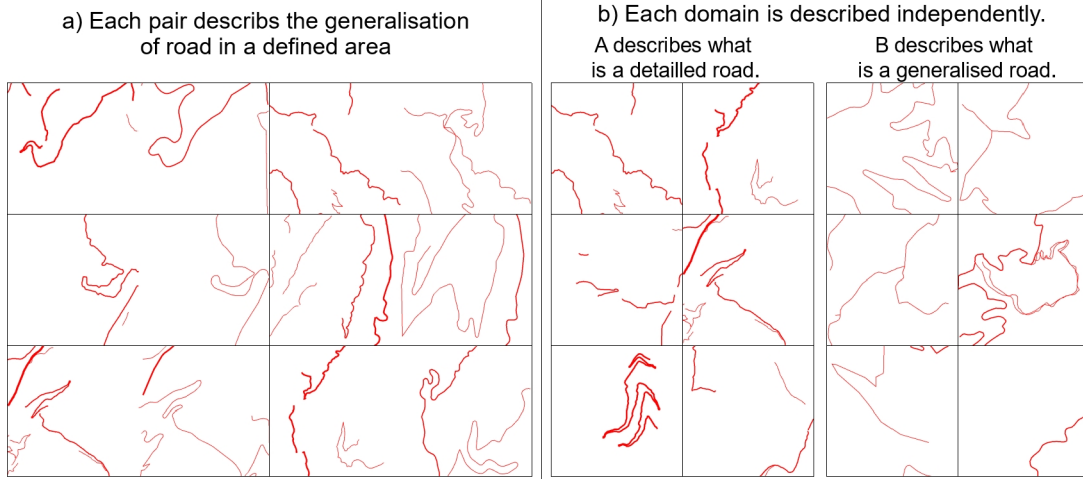 a) Each pair describs the generalisation
of road in a defined area
b) Each domain is described independently.
A describes what
is a detailled road.
B describes what
is a generalised road.